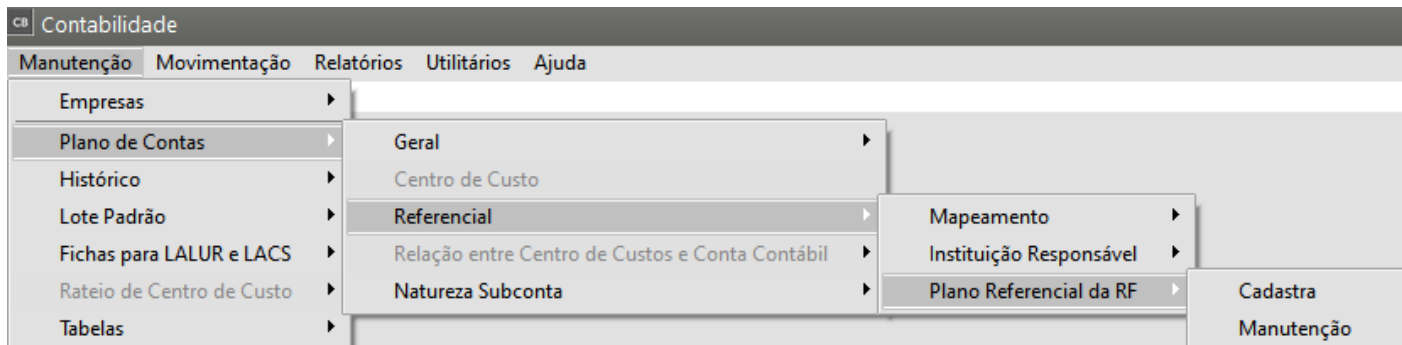 CB Contabilidade
Manutenção Movimentação Relatórios Utilitários Ajuda
Empresas
Plano de Contas Geral
Histórico Centro de Custo
Lote Padrão Referencial Mapeamento
Fichas para LALUR e LACS Relação entre Centro de Custos e Conta Contábil Instituição Responsável
Rateio de Centro de Custo Natureza Subconta Plano Referencial da RF Cadastra
Tabelas Manutenção